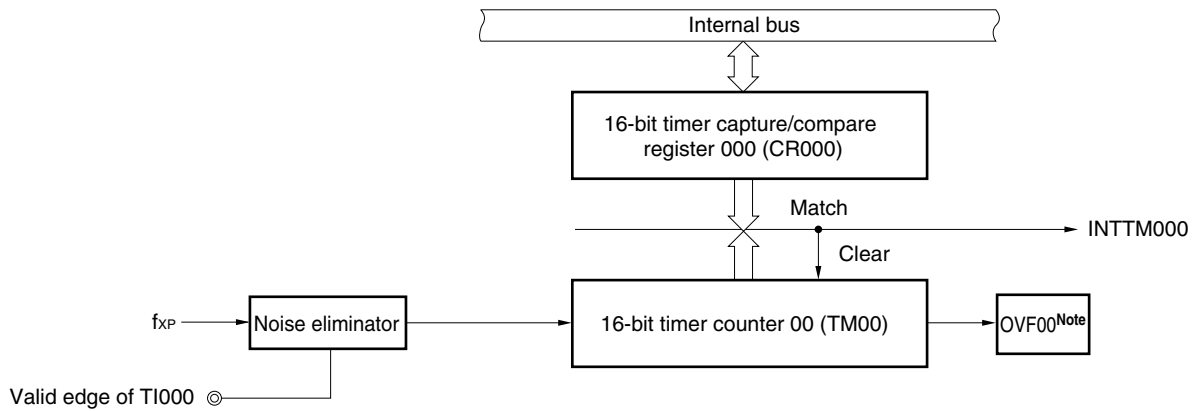 Internal bus
16-bit timer capture/compare
register 000 (CR000)
Match
INTTM000
Clear
fXP
Noise eliminator
16-bit timer counter 00 (TM00)
OVF00Note
Valid edge of TI000